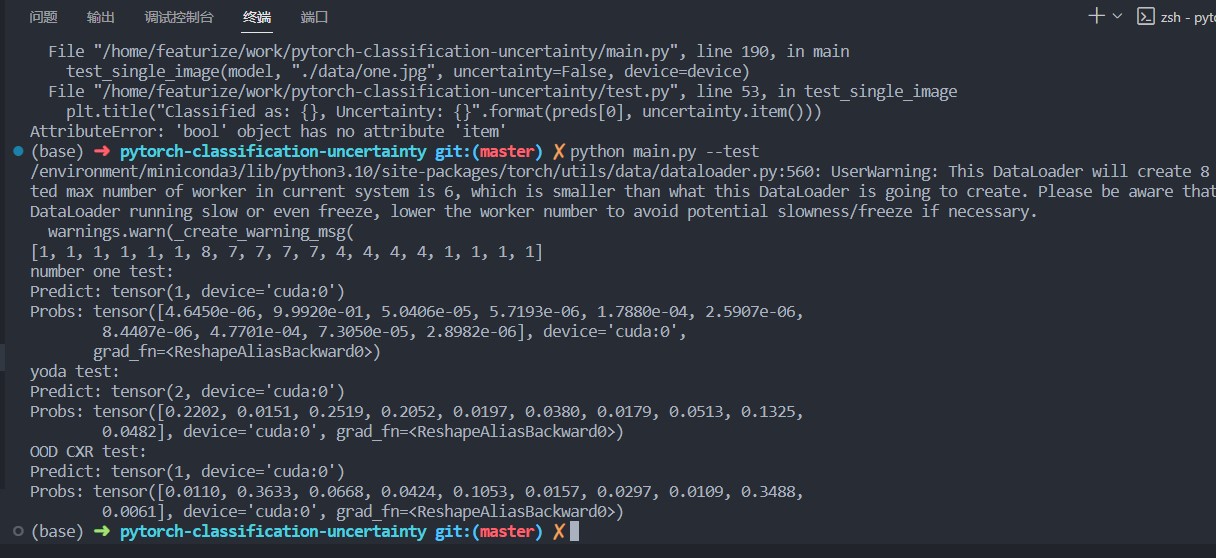 问题 输出 调试控制台 终端 端口 zsh - pyto
File "/home/featurize/work/pytorch-classification-uncertainty/main.py", line 190, in main
test_single_image(model, "./data/one.jpg", uncertainty=False, device=device)
File "/home/featurize/work/pytorch-classification-uncertainty/test.py", line 53, in test_single_image
plt.title("Classified as: {}, Uncertainty: {}".format(preds[0], uncertainty.item()))
AttributeError: 'bool' object has no attribute 'item'
(base) ➜ pytorch-classification-uncertainty git:(master) ✗ python main.py --test
/environment/miniconda3/lib/python3.10/site-packages/torch/utils/data/dataloader.py:560: UserWarning: This DataLoader will create 8
ted max number of worker in current system is 6, which is smaller than what this DataLoader is going to create. Please be aware that
DataLoader running slow or even freeze, lower the worker number to avoid potential slowness/freeze if necessary.
warnings.warn(_create_warning_msg(
[1, 1, 1, 1, 1, 1, 8, 7, 7, 7, 7, 4, 4, 4, 4, 1, 1, 1, 1]
number one test:
Predict: tensor(1, device='cuda:0')
Probs: tensor([4.6450e-06, 9.9920e-01, 5.0406e-05, 5.7193e-06, 1.7880e-04, 2.5907e-06,
8.4407e-06, 4.7701e-04, 7.3050e-05, 2.8982e-06], device='cuda:0',
grad_fn=<ReshapeAliasBackward0>)
yoda test:
Predict: tensor(2, device='cuda:0')
Probs: tensor([0.2202, 0.0151, 0.2519, 0.2052, 0.0197, 0.0380, 0.0179, 0.0513, 0.1325,
0.0482], device='cuda:0', grad_fn=<ReshapeAliasBackward0>)
OOD CXR test:
Predict: tensor(1, device='cuda:0')
Probs: tensor([0.0110, 0.3633, 0.0668, 0.0424, 0.1053, 0.0157, 0.0297, 0.0109, 0.3488,
0.0061], device='cuda:0', grad_fn=<ReshapeAliasBackward0>)
(base) ➜ pytorch-classification-uncertainty git:(master) ✗